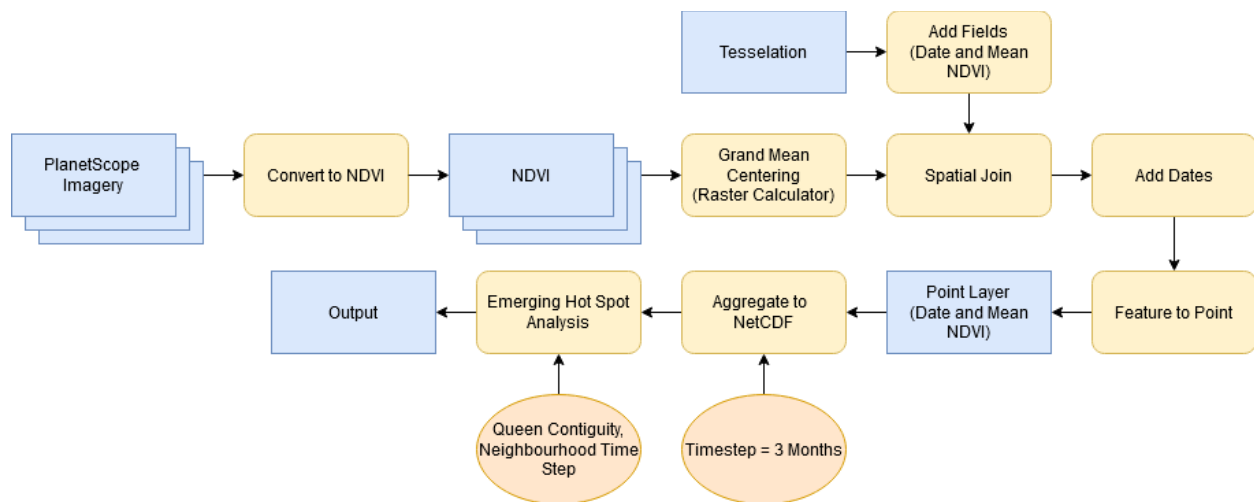 Tesselation
Add Fields
(Date and Mean
NDVI)
PlanetScope
Imagery
Convert to NDVI
NDVI
Grand Mean
Centering
(Raster Calculator)
Spatial Join
Add Dates
Output
Emerging Hot Spot
Analysis
Aggregate to
NetCDF
Point Layer
(Date and Mean
NDVI)
Feature to Point
Queen Contiguity,
Neighbourhood Time
Step
Timestep = 3 Months